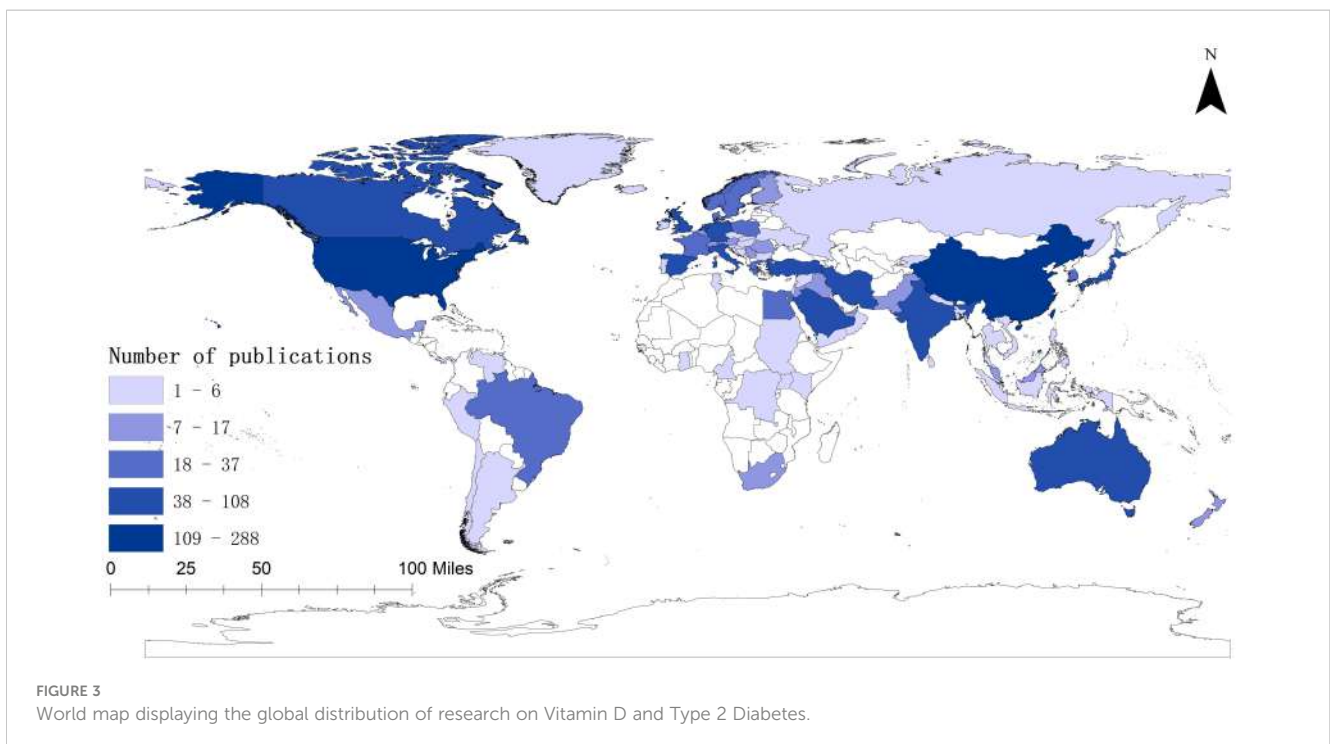 N
Number of publications
1 - 6
7 - 17
18 - 37
38 - 108
109 - 288
0 25 50 100 Miles
FIGURE 3
World map displaying the global distribution of research on Vitamin D and Type 2 Diabetes.